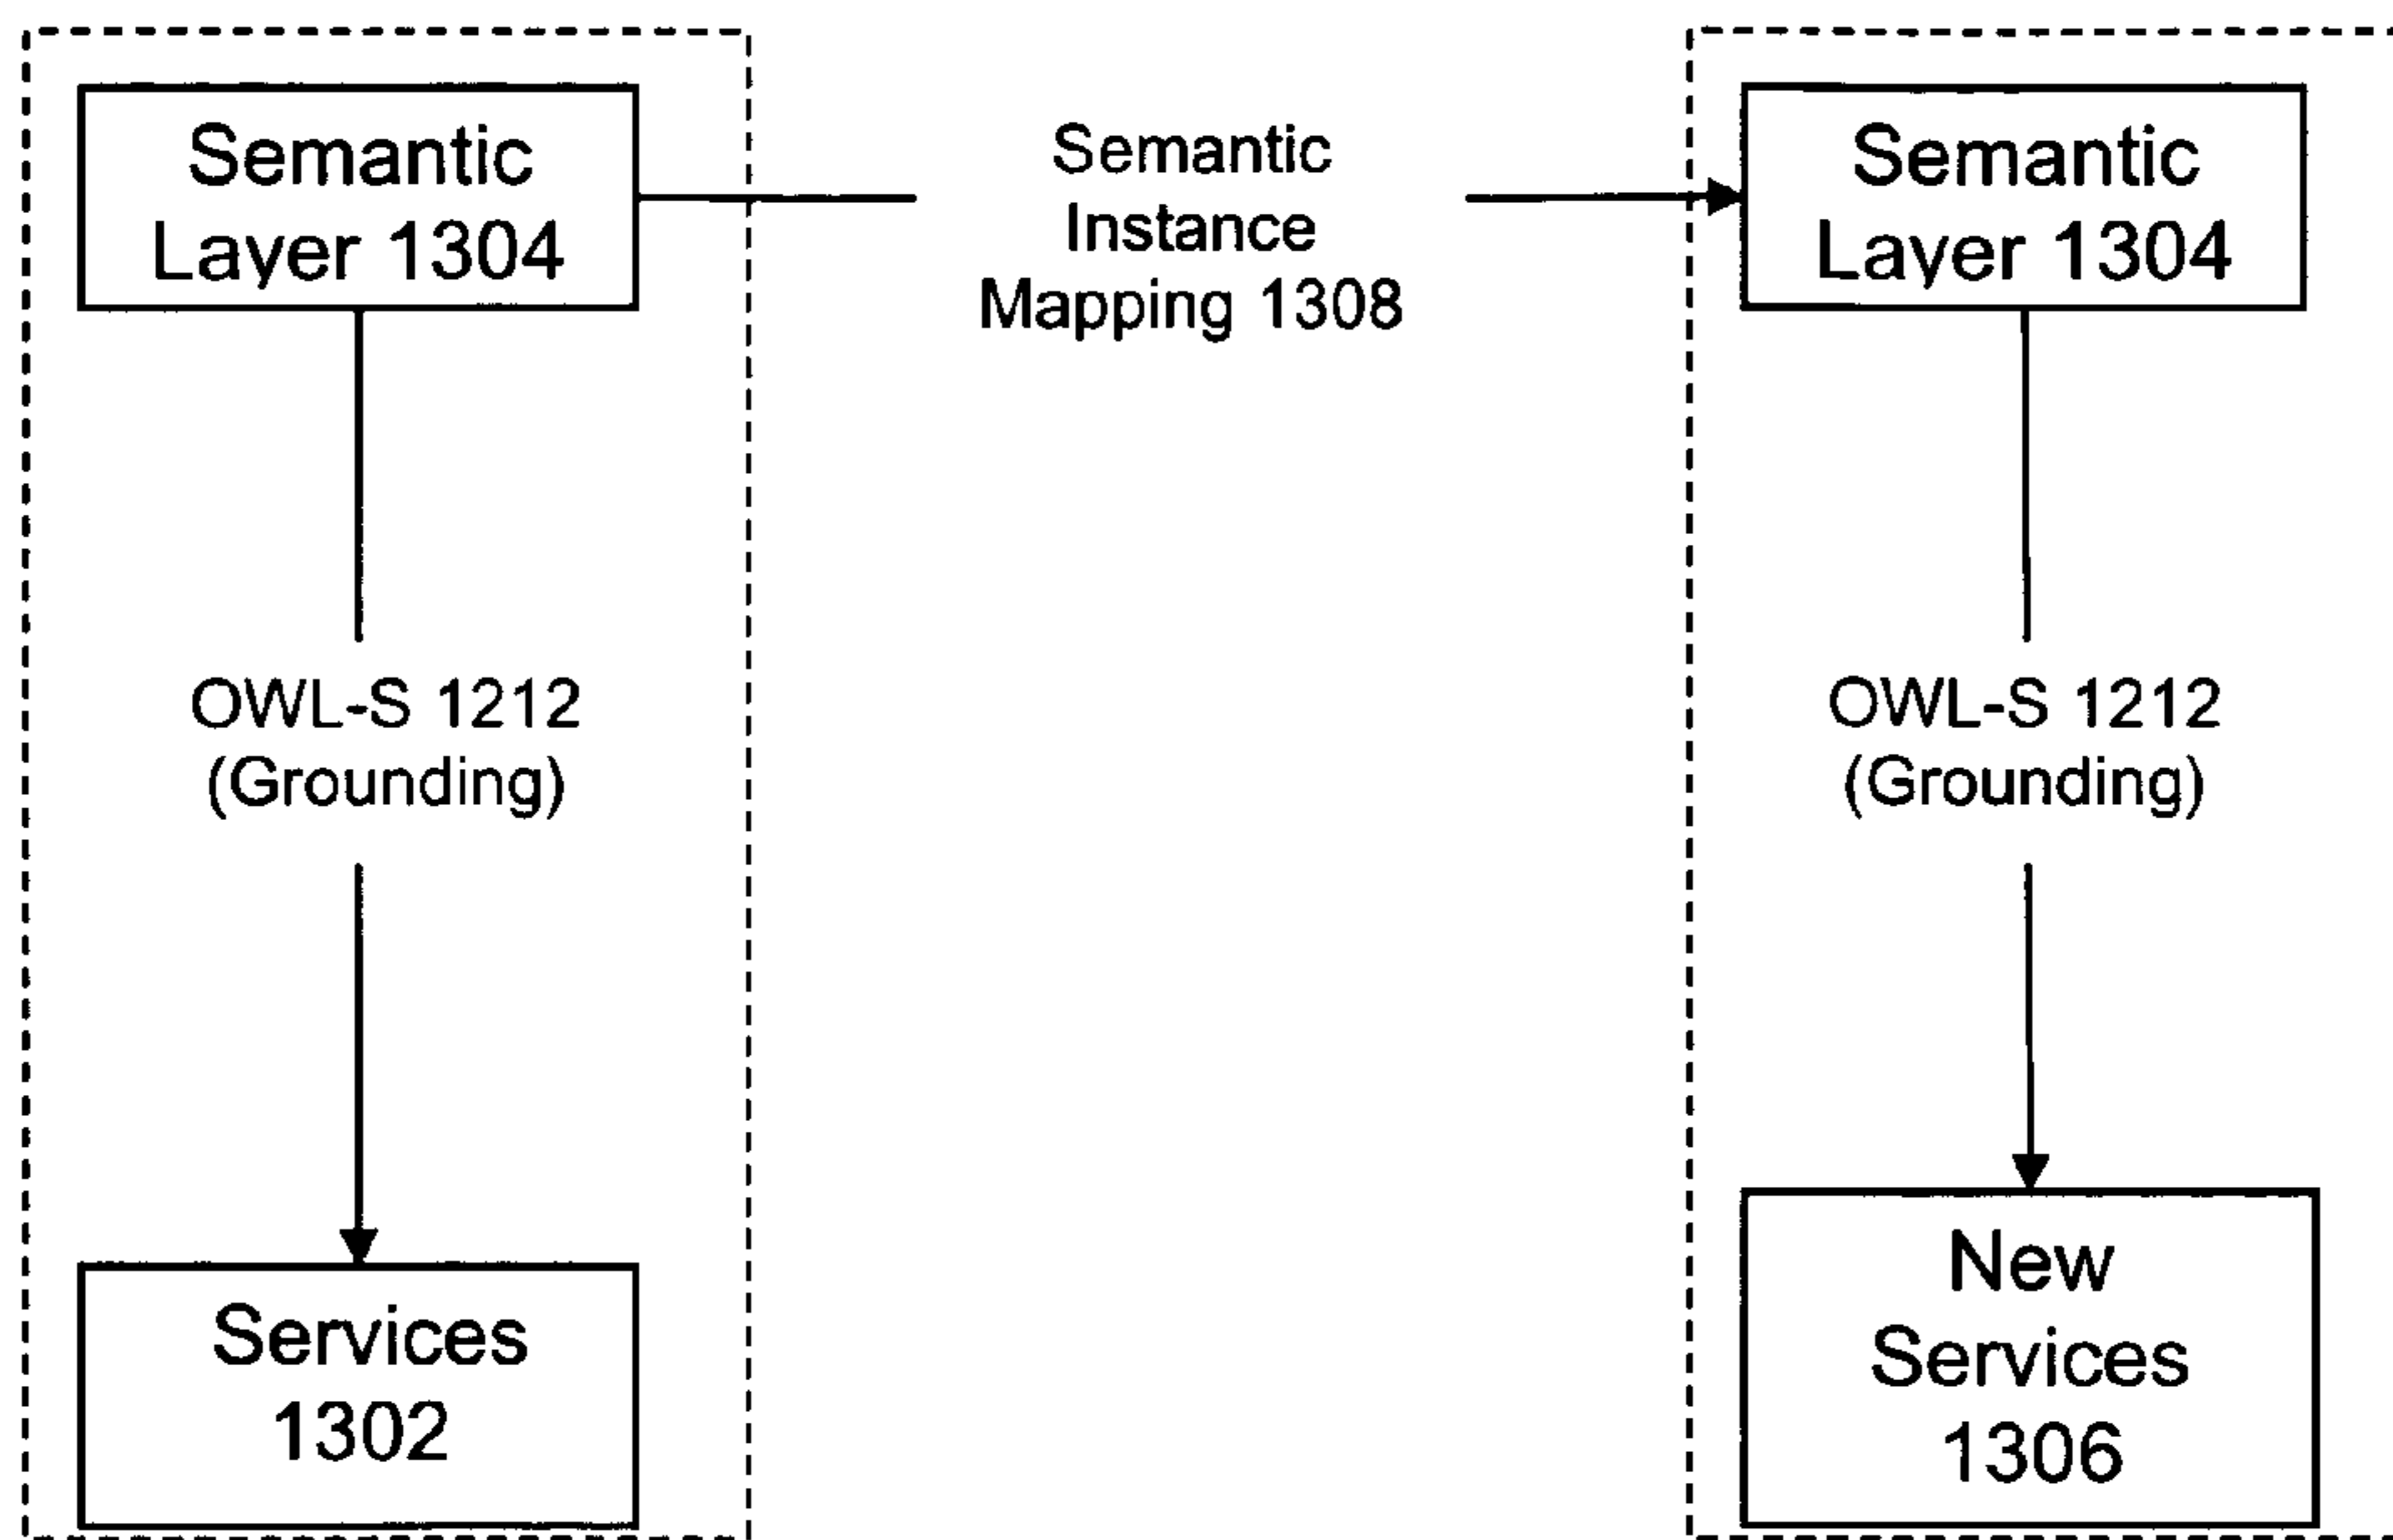 Semantic
Layer 1304
Semantic
Instance
Mapping 1308
Semantic
Layer 1304
OWL-S 1212
(Grounding)
OWL-S 1212
(Grounding)
Services
1302
New
Services
1306